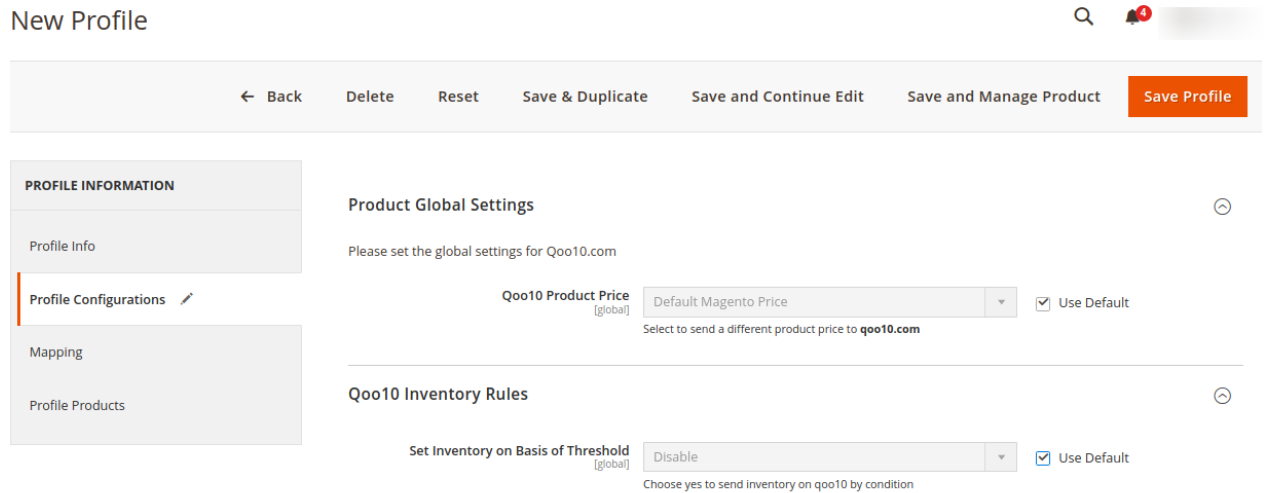 New Profile
4
Back
Delete
Reset
Save & Duplicate
Save and Continue Edit
Save and Manage Product
Save Profile
PROFILE INFORMATION
Profile Info
Profile Configurations
Mapping
Profile Products
Product Global Settings
Please set the global settings for Qoo10.com
Qoo10 Product Price
[global]
Default Magento Price
Use Default
Select to send a different product price to qoo10.com
Qoo10 Inventory Rules
Set Inventory on Basis of Threshold
[global]
Disable
Use Default
Choose yes to send inventory on qoo10 by condition